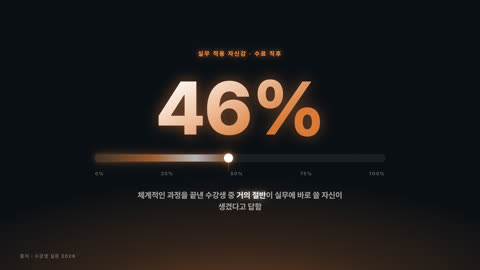 실무 적용 자신감 · 수료 직후
46%
0% 25% 50% 75% 100%
체계적인 과정을 끝낸 수강생 중 거의 절반이 실무에 바로 쓸 자신이
생겼다고 답함
출처 · 수강생 설문 2026